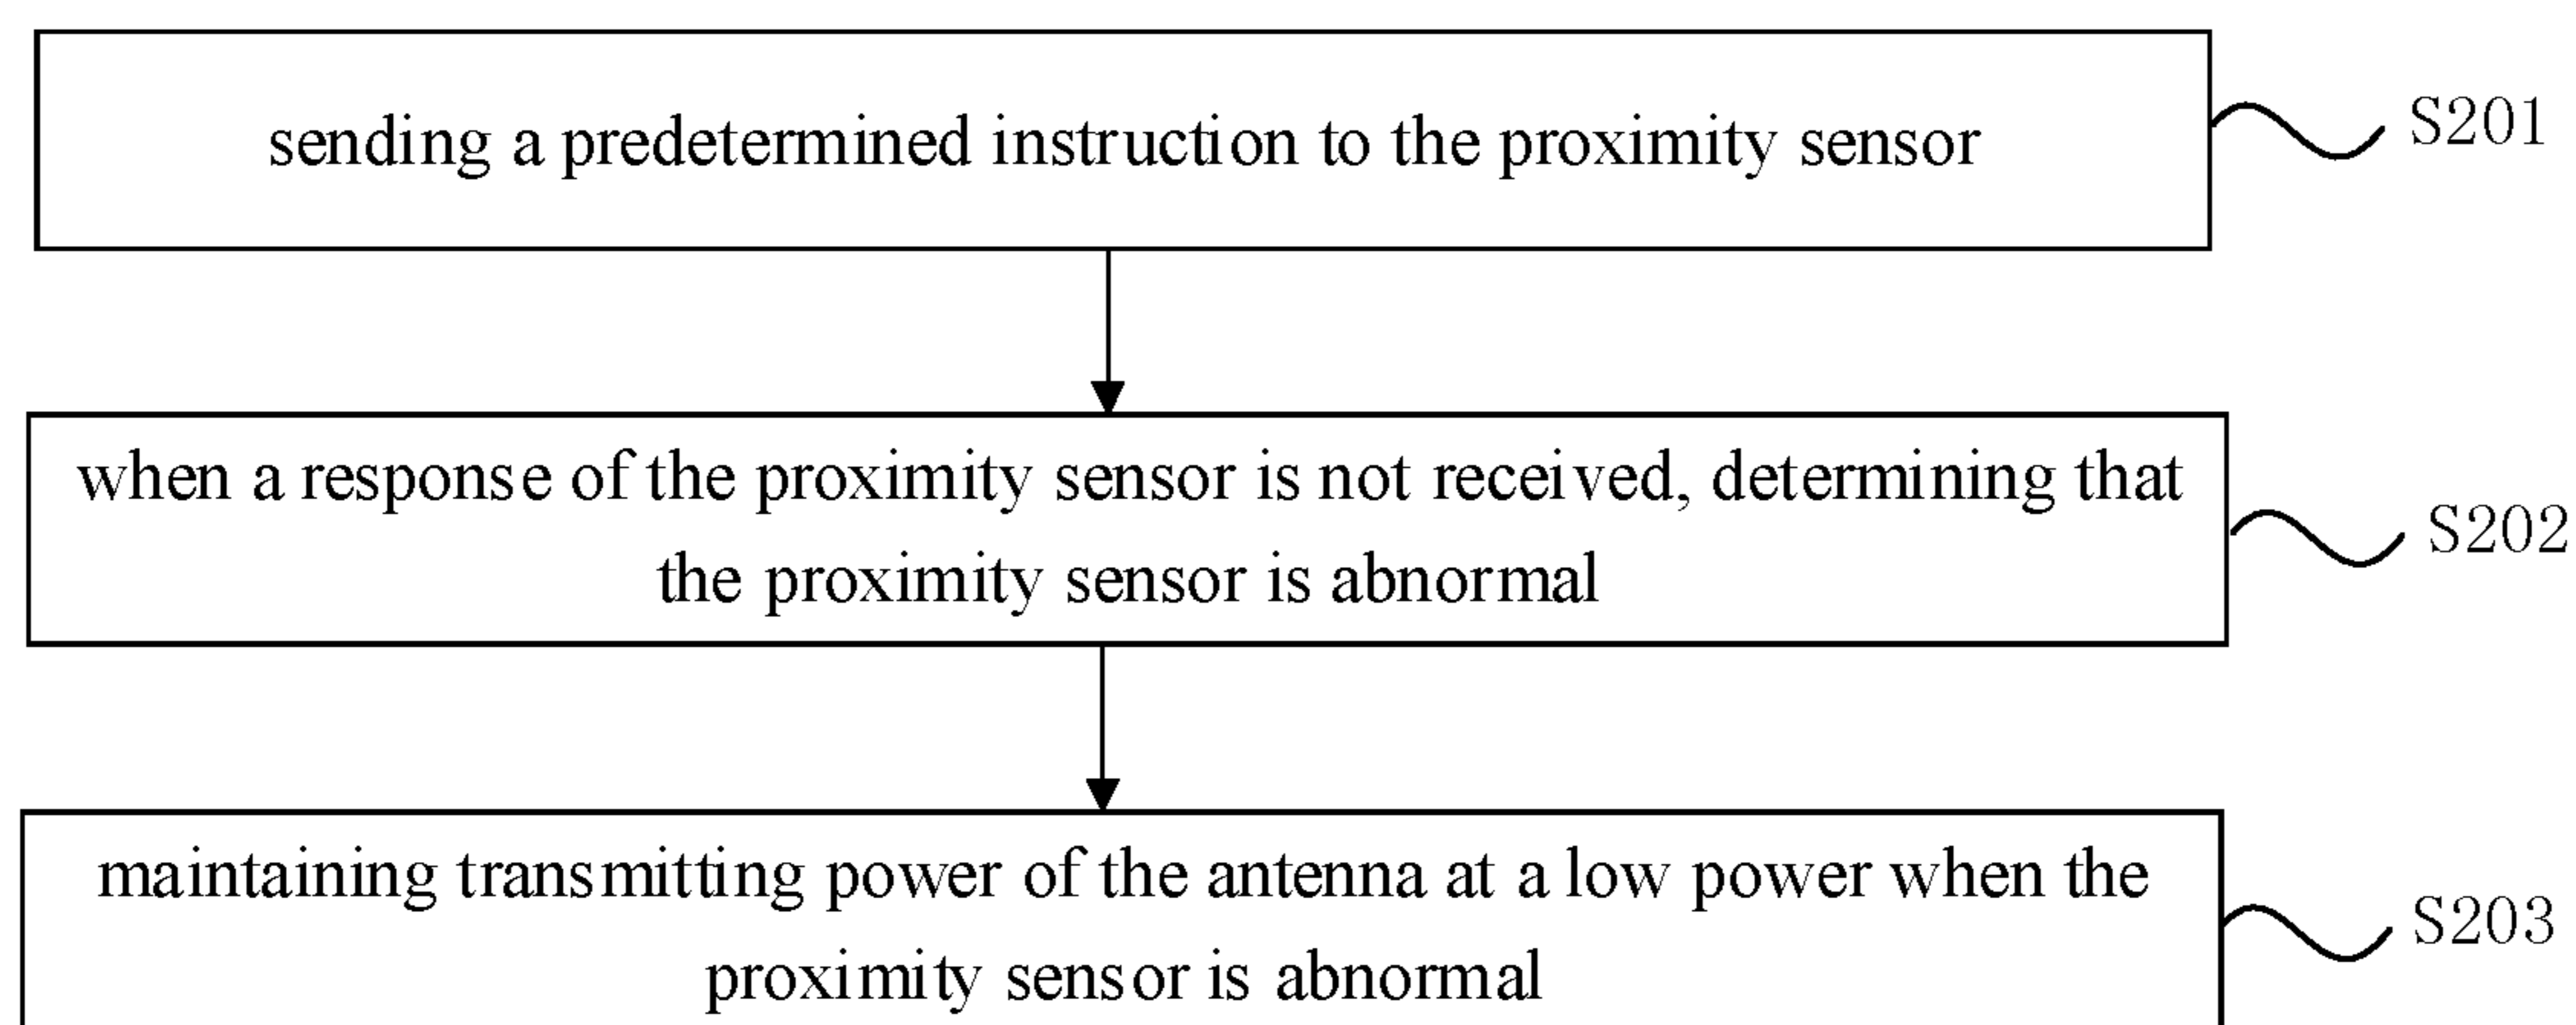 sending a predetermined instruction to the proximity sensor
S201
when a response of the proximity sensor is not received, determining that
the proximity sensor is abnormal
S202
maintaining transmitting power of the antenna at a low power when the
proximity sensor is abnormal
S203